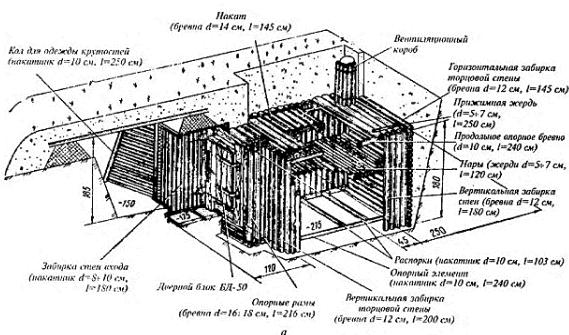 Накат
(бревна d=14 см, l=145 см)
Кол для одежды крутостей
(накатник d=10 см, l=250 см)
Вентиляционный
короб
Горизонтальная забирка
торцовой стены
(бревна d=12 см, l=145 см)
Прижимная жердь
(d=5÷7 см,
l=250 см)
Продольное опорное бревно
(d=10 см, l=240 см)
Нары (жерди d=5÷7 см,
l=120 см)
Вертикальная забирка
стен (бревна d=12 см,
l=180 см)
185
~150
180
~215
45
250
Распорки (накатник d=10 см, l=103 см)
Опорный элемент
(накатник d=10 см, l=240 см)
Забирка стен входа
(накатник d=8÷10 см,
l=180 см)
Дверной блок БД-50
Опорные рамы
(бревна d=16÷18 см, l=216 см)
Вертикальная забирка
торцовой стены
(бревна d=12 см, l=200 см)
а